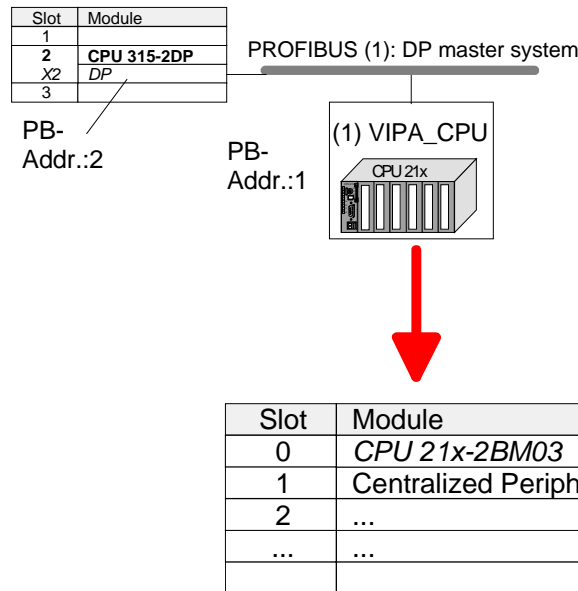 Slot Module
1
2 CPU 315-2DP
X2 DP
3
PROFIBUS (1): DP master system
PB-
Addr.:2
PB-
Addr.:1
(1) VIPA_CPU
CPU 21x
Slot Module
0 CPU 21x-2BM03
1 Centralized Periph
2 ...
... ...